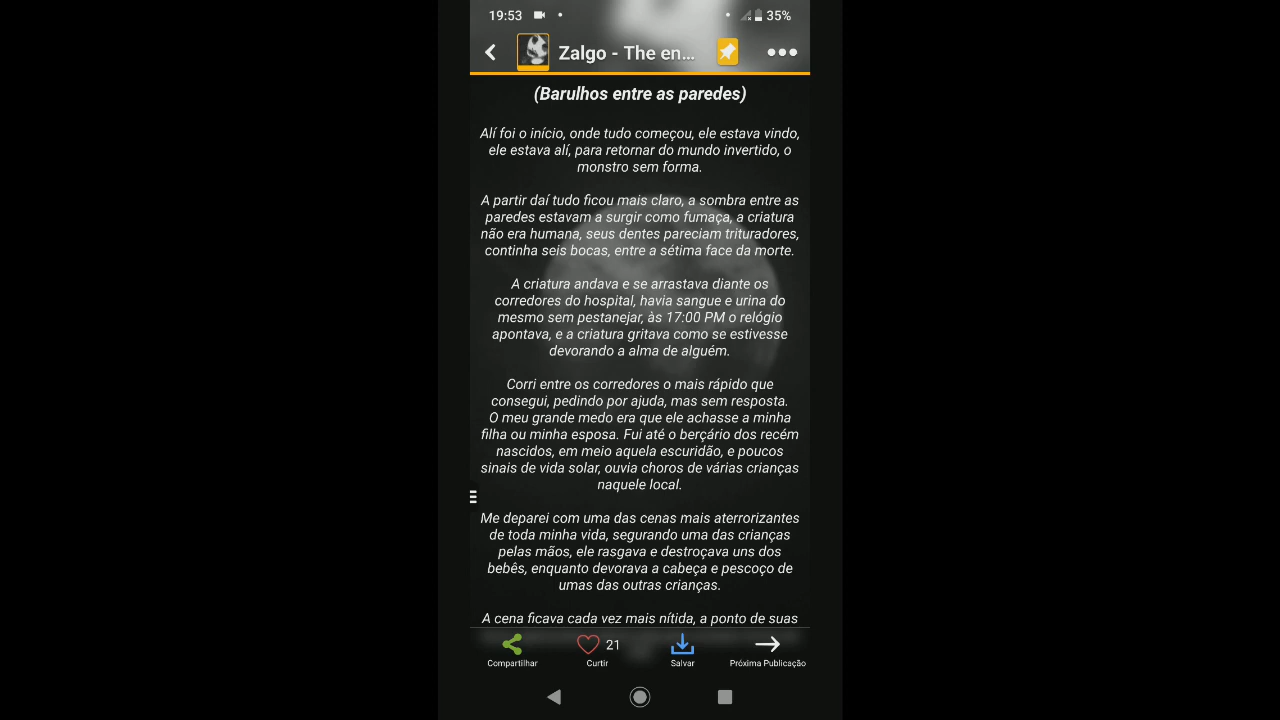 19:53
35%
Zalgo - The en...
(Barulhos entre as paredes)
Alí foi o início, onde tudo começou, ele estava vindo,
ele estava alí, para retornar do mundo invertido, o
monstro sem forma.
A partir daí tudo ficou mais claro, a sombra entre as
paredes estavam a surgir como fumaça, a criatura
não era humana, seus dentes pareciam trituradores,
continha seis bocas, entre a sétima face da morte.
A criatura andava e se arrastava diante os
corredores do hospital, havia sangue e urina do
mesmo sem pestanejar, às 17:00 PM o relógio
apontava, e a criatura gritava como se estivesse
devorando a alma de alguém.
Corri entre os corredores o mais rápido que
consegui, pedindo por ajuda, mas sem resposta.
O meu grande medo era que ele achasse a minha
filha ou minha esposa. Fui até o berçário dos recém
nascidos, em meio aquela escuridão, e poucos
sinais de vida solar, ouvia choros de várias crianças
naquele local.
Me deparei com uma das cenas mais aterrorizantes
de toda minha vida, segurando uma das crianças
pelas mãos, ele rasgava e destroçava uns dos
bebês, enquanto devorava a cabeça e pescoço de
umas das outras crianças.
A cena ficava cada vez mais nítida, a ponto de suas
21
Compartilhar
Curtir
Salvar
Próxima Publicação